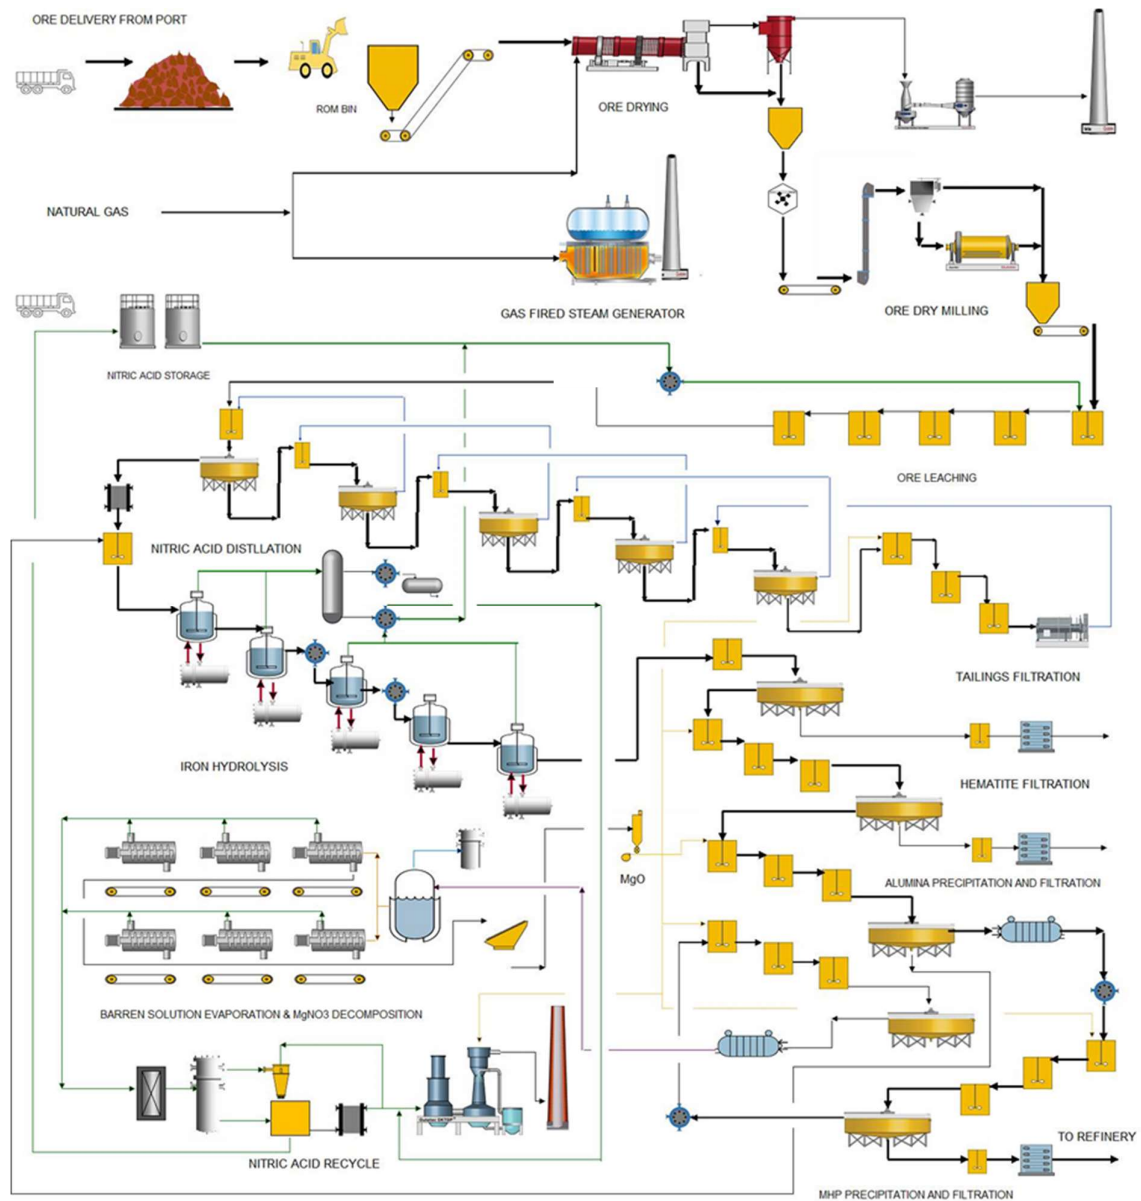 ORE DELIVERY FROM PORT
ROM BIN
ORE DRYING
NATURAL GAS
GAS FIRED STEAM GENERATOR
ORE DRY MILLING
NITRIC ACID STORAGE
ORE LEACHING
NITRIC ACID DISTLLATION
TAILINGS FILTRATION
IRON HYDROLYSIS
HEMATITE FILTRATION
MgO
ALUMINA PRECIPITATION AND FILTRATION
BARREN SOLUTION EVAPORATION & MgNO3 DECOMPOSITION
TO REFINERY
NITRIC ACID RECYCLE
MHP PRECIPITATION AND FILTRATION